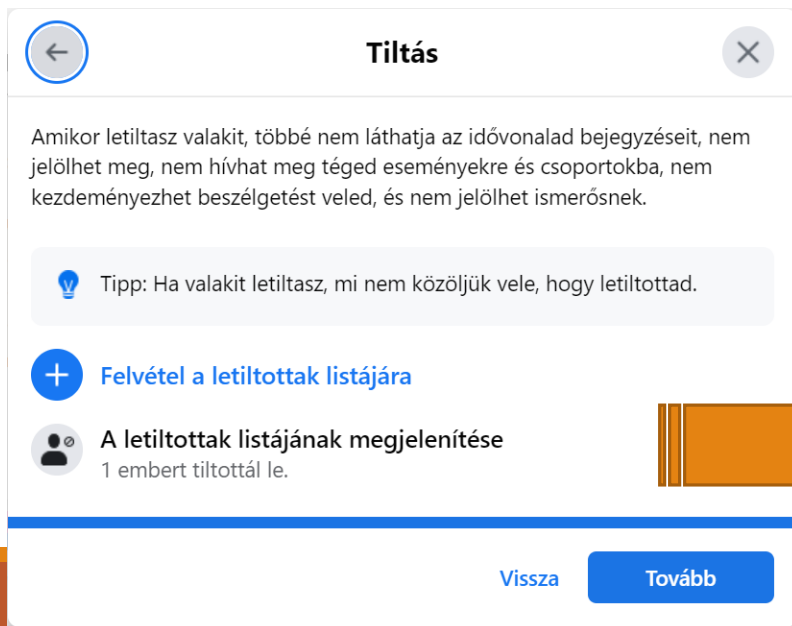 Tiltás
Amikor letiltasz valakit, többé nem láthatja az idővonalad bejegyzéseit, nem
jelölhet meg, nem hívhat meg téged eseményekre és csoportokba, nem
kezdeményezhet beszélgetést veled, és nem jelölhet ismerősnek.
Tipp: Ha valakit letiltasz, mi nem közöljük vele, hogy letiltottad.
Felvétel a letiltottak listájára
A letiltottak listájának megjelenítése
1 embert tiltottál le.
Vissza
Tovább